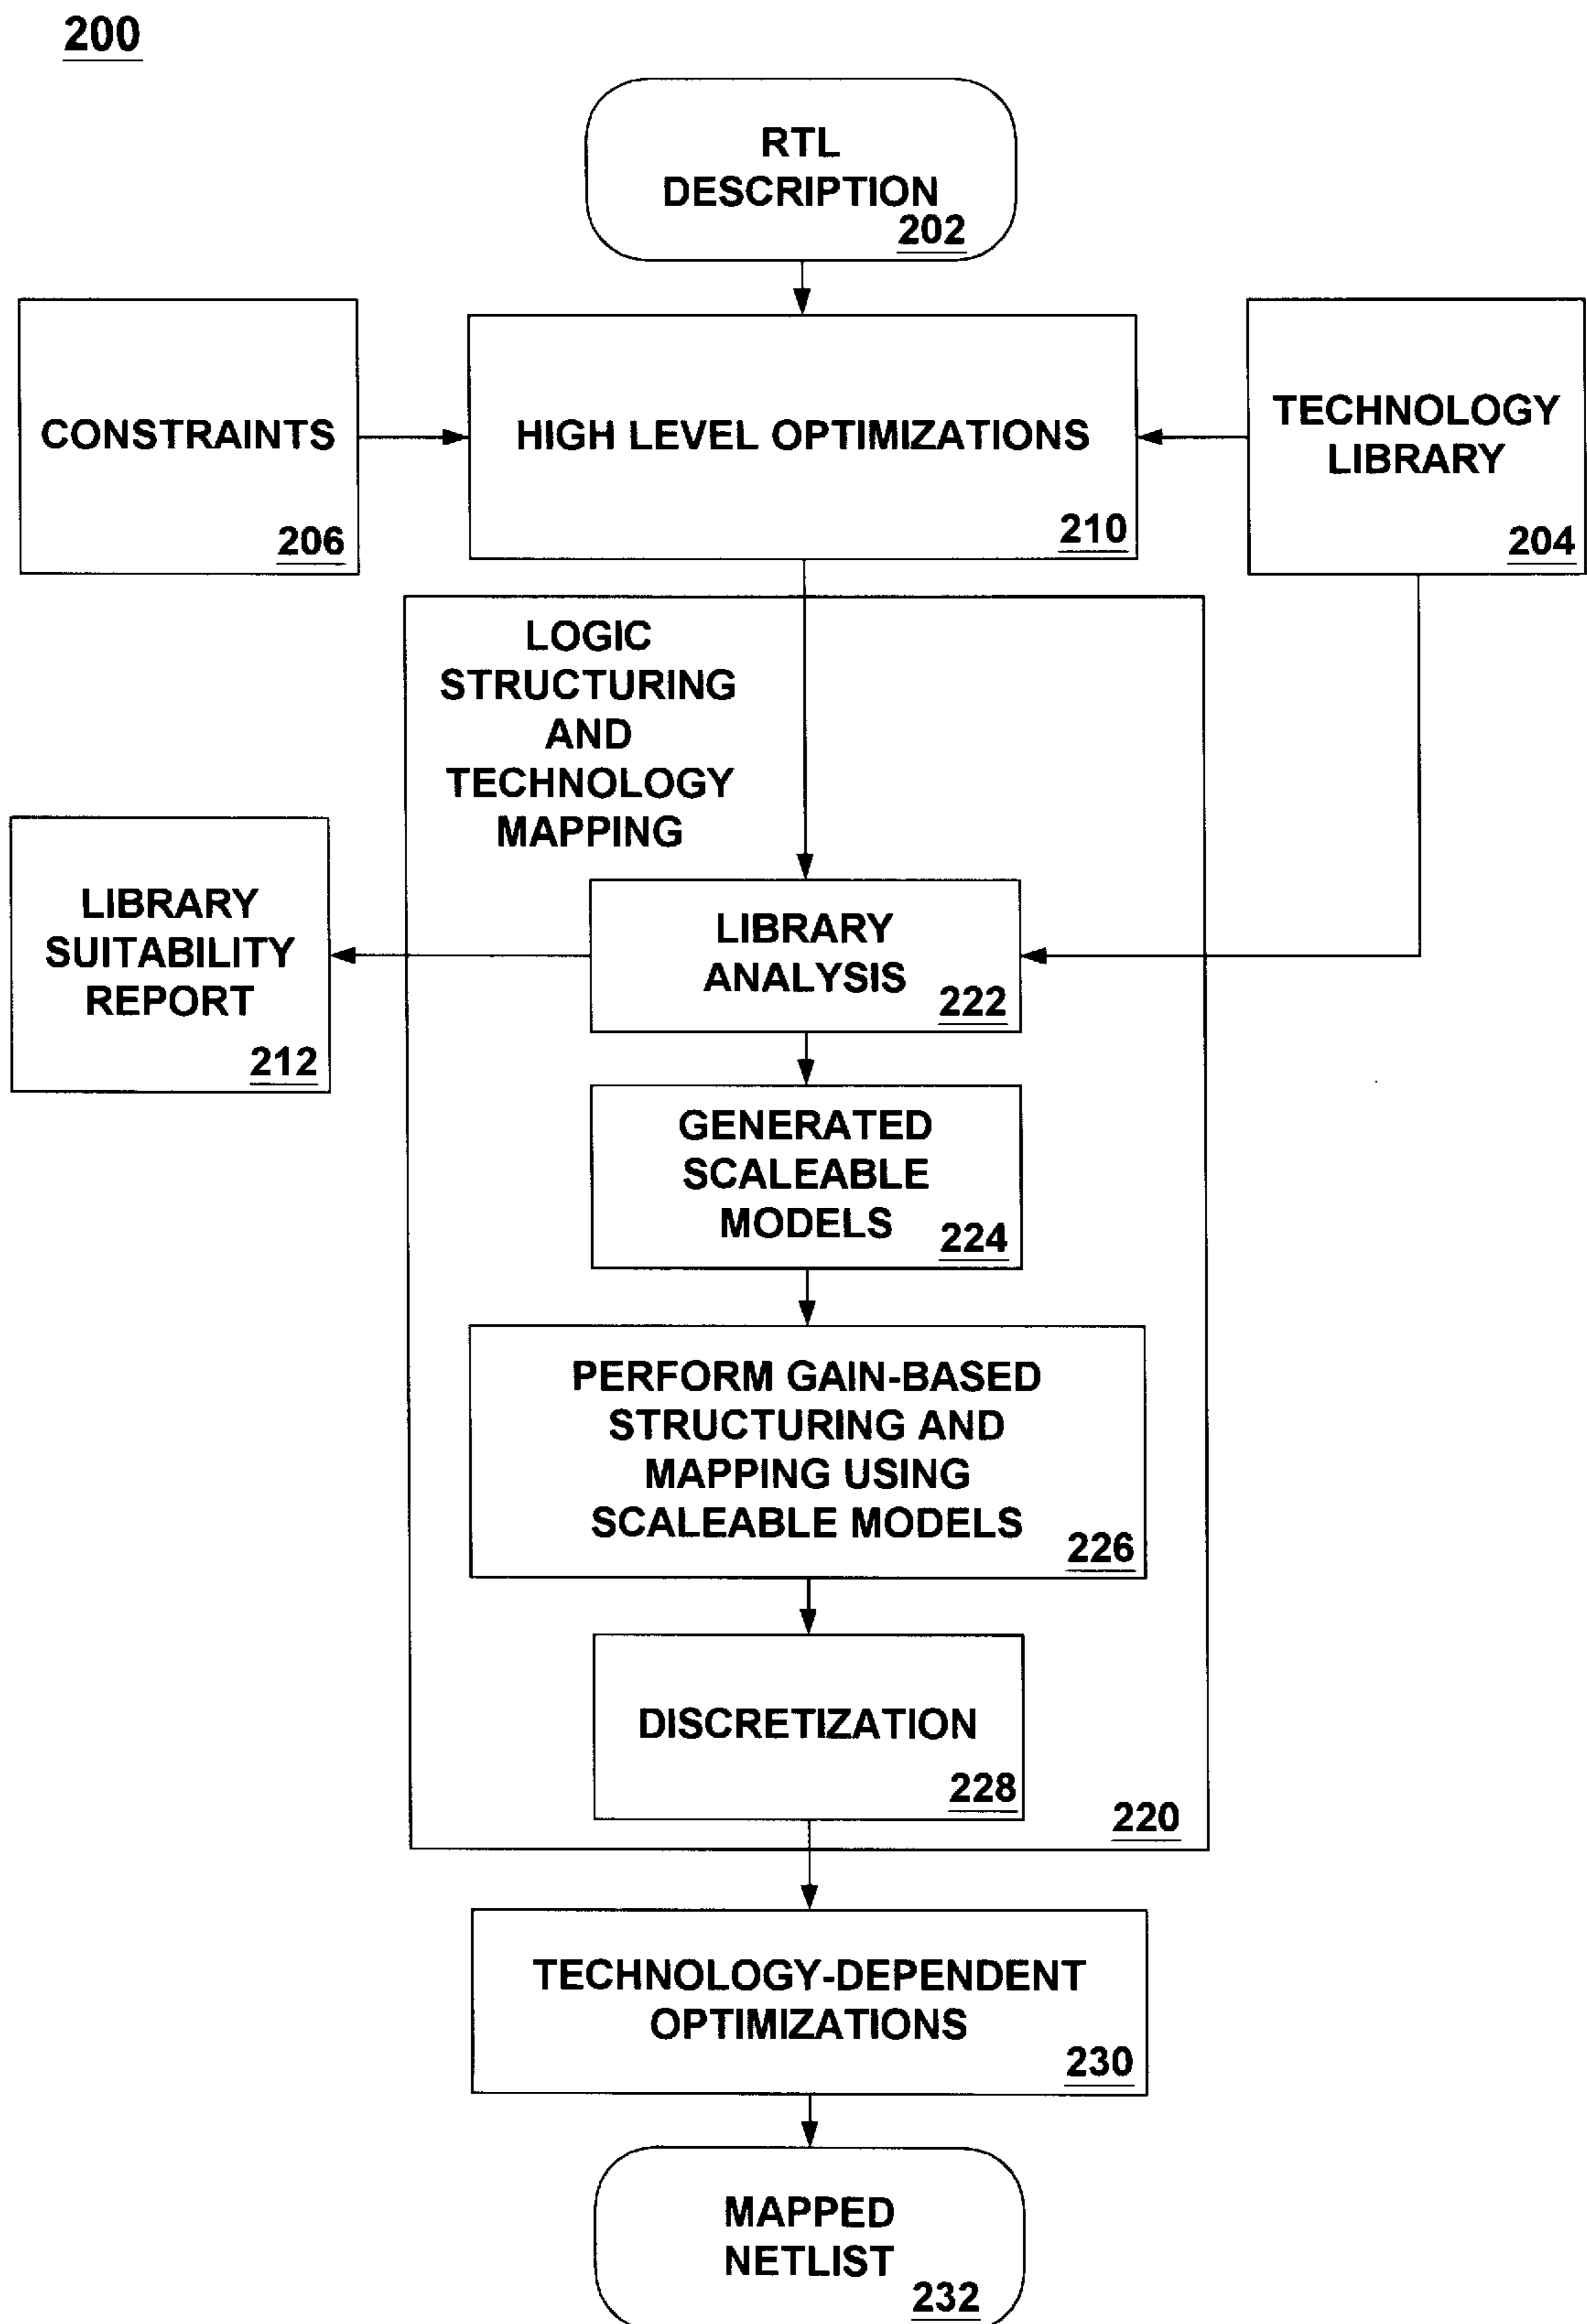 200
RTL
DESCRIPTION
202
CONSTRAINTS
206
HIGH LEVEL OPTIMIZATIONS
210
TECHNOLOGY
LIBRARY
204
LOGIC
STRUCTURING
AND
TECHNOLOGY
MAPPING
LIBRARY
SUITABILITY
REPORT
212
LIBRARY
ANALYSIS
222
GENERATED
SCALEABLE
MODELS
224
PERFORM GAIN-BASED
STRUCTURING AND
MAPPING USING
SCALEABLE MODELS
226
DISCRETIZATION
228
220
TECHNOLOGY-DEPENDENT
OPTIMIZATIONS
230
MAPPED
NETLIST
232